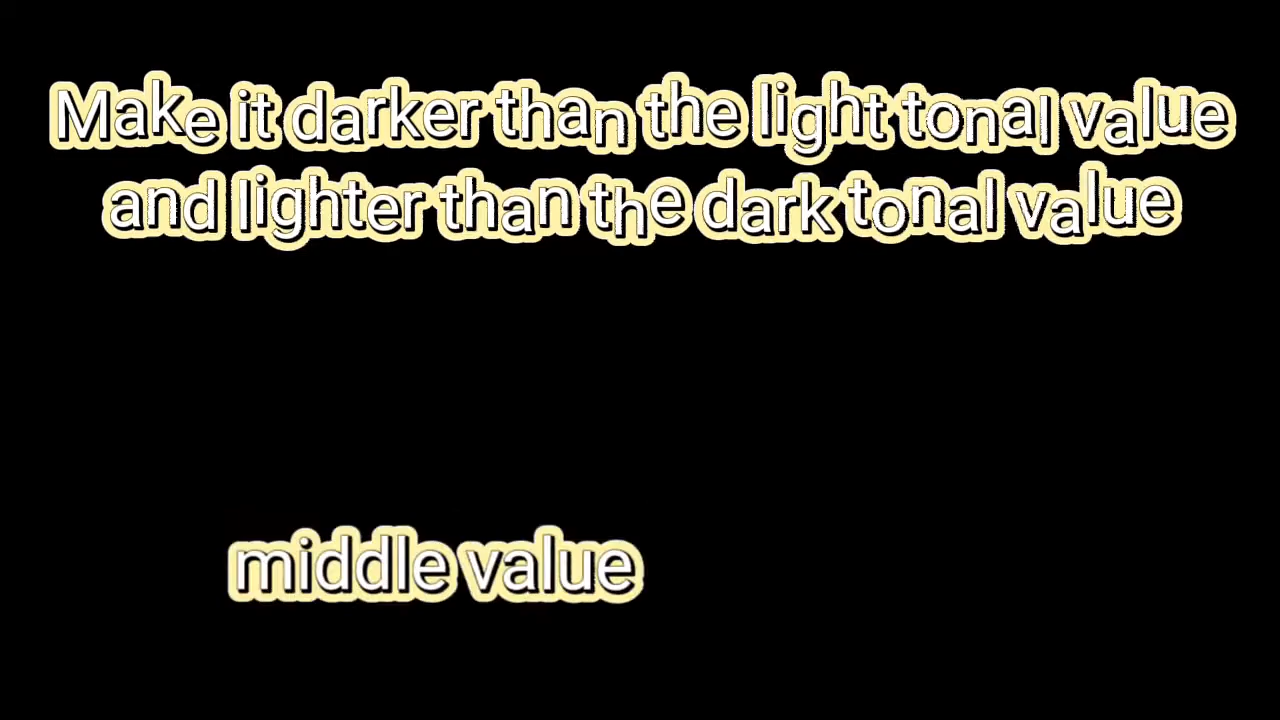 Make it darker than the light tonal value
and lighter than the dark tonal value
middle value